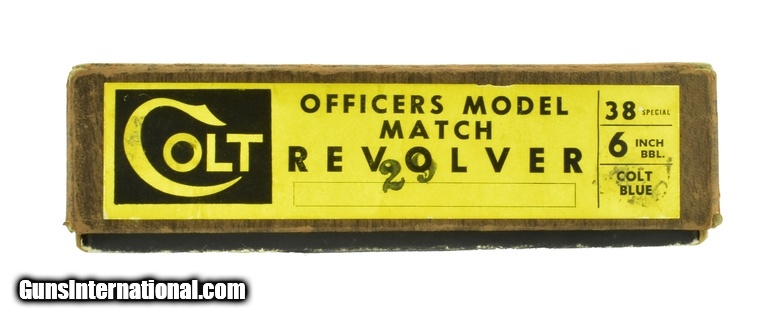 COLT
OFFICERS MODEL
MATCH
REVOLVER
29
38 SPECIAL
6 INCH
BBL.
COLT
BLUE
GunsInternational.com